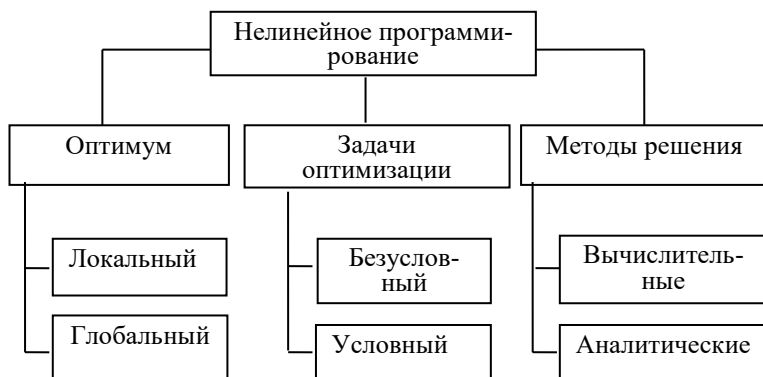 Нелинейное программи-
рование
Оптимум
Задачи
оптимизации
Методы решения
Локальный
Безуслов-
ный
Вычислитель-
ные
Глобальный
Условный
Аналитические